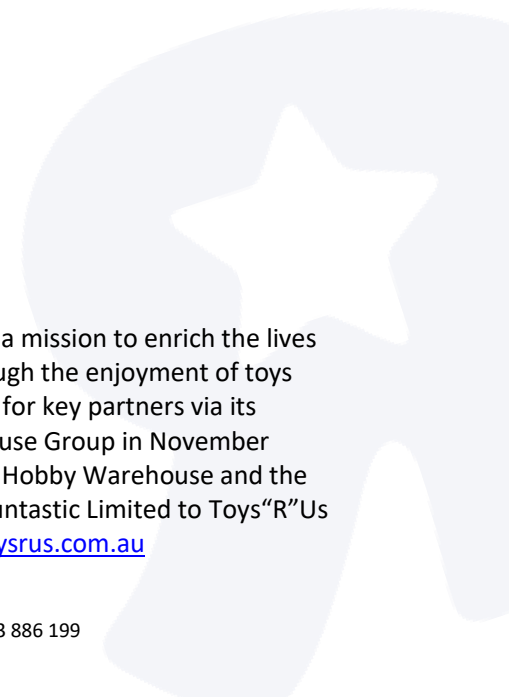 a mission to enrich the lives
ugh the enjoyment of toys
for key partners via its
use Group in November
Hobby Warehouse and the
untastic Limited to Toys“R”Us
ysrus.com.au
886 199